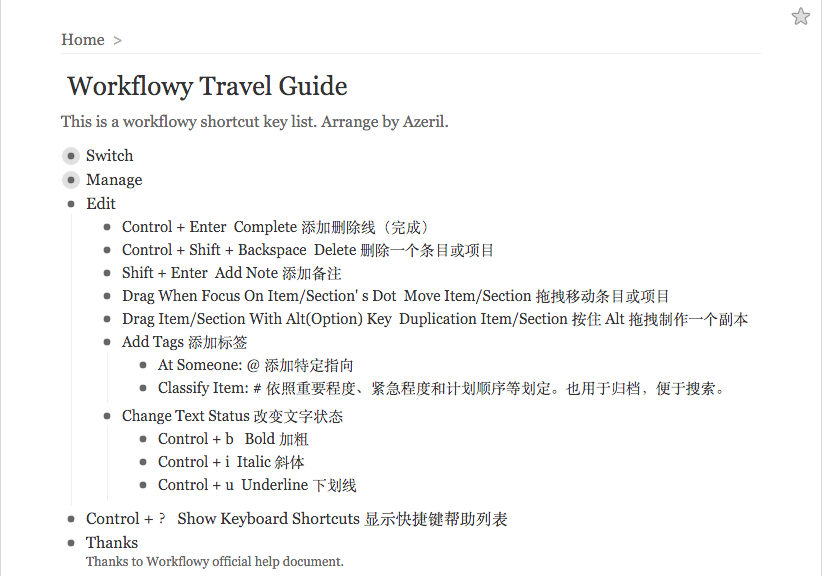 Home >
Workflowy Travel Guide
This is a workflowy shortcut key list. Arrange by Azeril.
Switch
Manage
Edit
Control + Enter  Complete 添加删除线（完成）
Control + Shift + Backspace  Delete 删除一个条目或项目
Shift + Enter  Add Note 添加备注
Drag When Focus On Item/Section' s Dot  Move Item/Section 拖拽移动条目或项目
Drag Item/Section With Alt(Option) Key  Duplication Item/Section 按住 Alt 拖拽制作一个副本
Add Tags 添加标签
At Someone: @ 添加特定指向
Classify Item: # 依照重要程度、紧急程度和计划顺序等划定。也用于归档，便于搜索。
Change Text Status 改变文字状态
Control + b   Bold 加粗
Control + i  Italic 斜体
Control + u  Underline 下划线
Control + ?   Show Keyboard Shortcuts 显示快捷键帮助列表
Thanks
Thanks to Workflowy official help document.